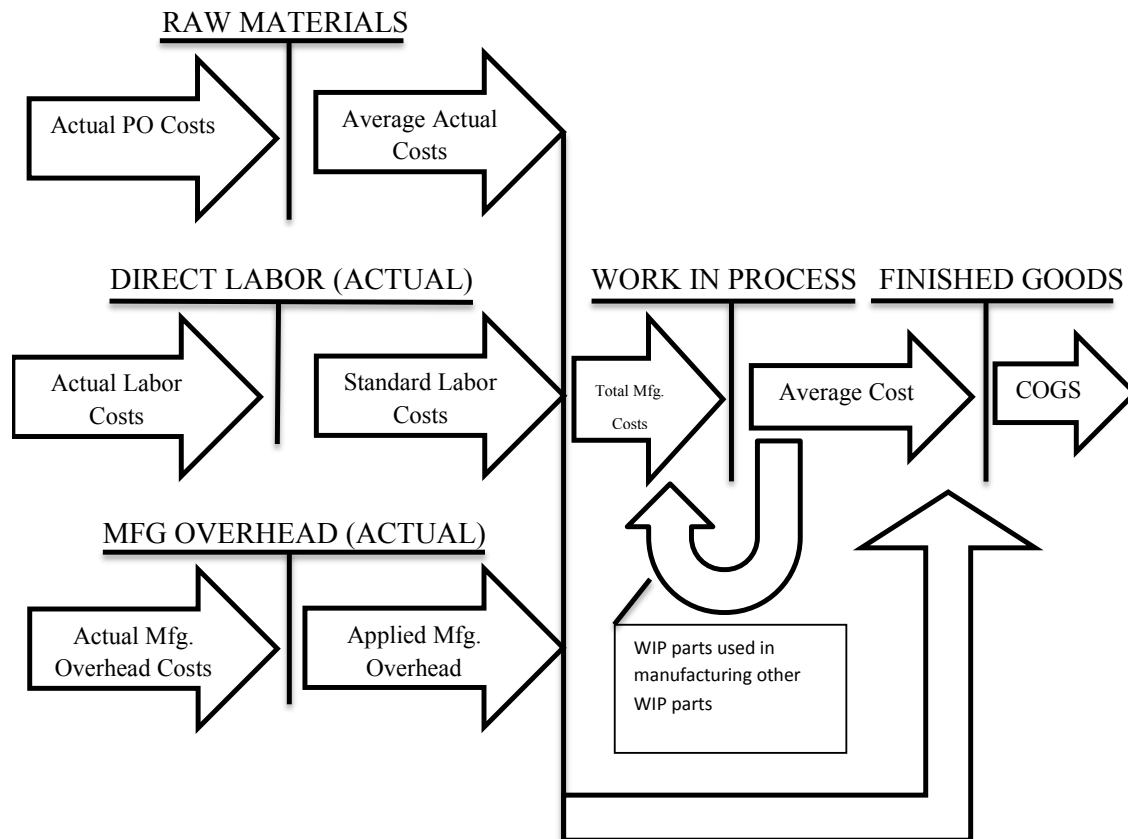 RAW MATERIALS
Actual PO Costs
Average Actual
Costs
DIRECT LABOR (ACTUAL)
WORK IN PROCESS
FINISHED GOODS
Actual Labor
Costs
Standard Labor
Costs
Total Mfg.
Costs
Average Cost
COGS
MFG OVERHEAD (ACTUAL)
Actual Mfg.
Overhead Costs
Applied Mfg.
Overhead
WIP parts used in
manufacturing other
WIP parts